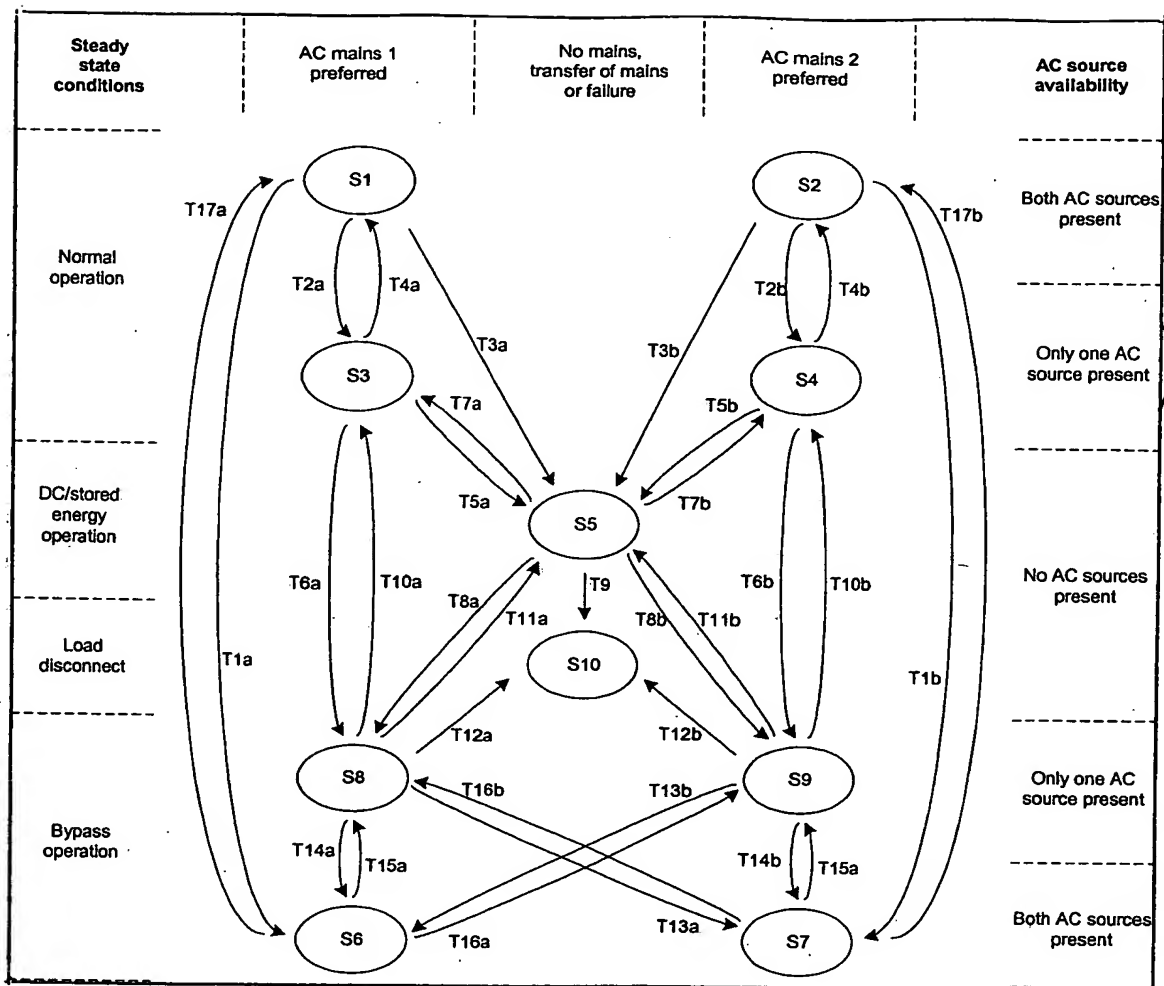 Steady
state
conditions
AC mains 1
preferred
No mains,
transfer of mains
or failure
AC mains 2
preferred
AC source
availability
S1
S2
T17a
T17b
Both AC sources
present
Normal
operation
T2a
T4a
T2b
T4b
T3a
T3b
Only one AC
source present
S3
S4
T7a
T5b
T5a
T7b
DC/stored
energy
operation
S5
T6a
T10a
T8a
T11a
T9
T8b
T11b
T6b
T10b
No AC sources
present
Load
disconnect
T1a
S10
T1b
T12a
T12b
S8
S9
T16b
T13b
Only one AC
source present
Bypass
operation
T14a
T15a
T14b
T15a
S6
S7
T16a
T13a
Both AC sources
present